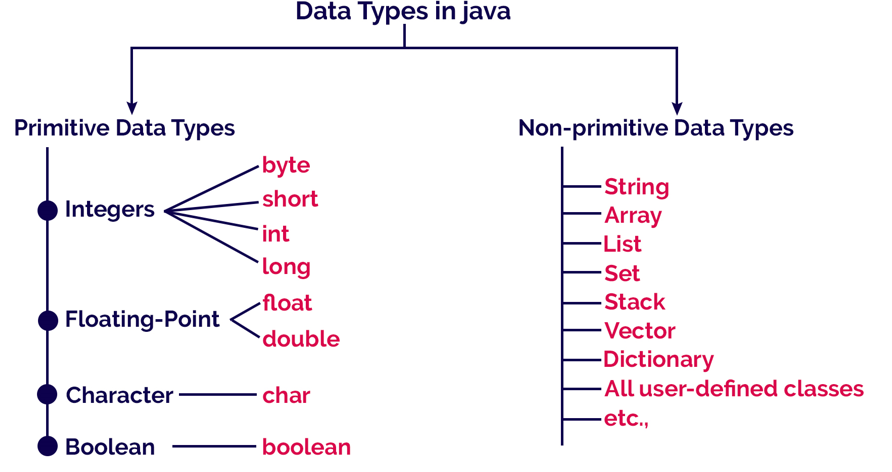 Data Types in java
Primitive Data Types
Integers
byte
short
int
long
Floating-Point
float
double
Character
char
Boolean
boolean
Non-primitive Data Types
String
Array
List
Set
Stack
Vector
Dictionary
All user-defined classes
etc.,